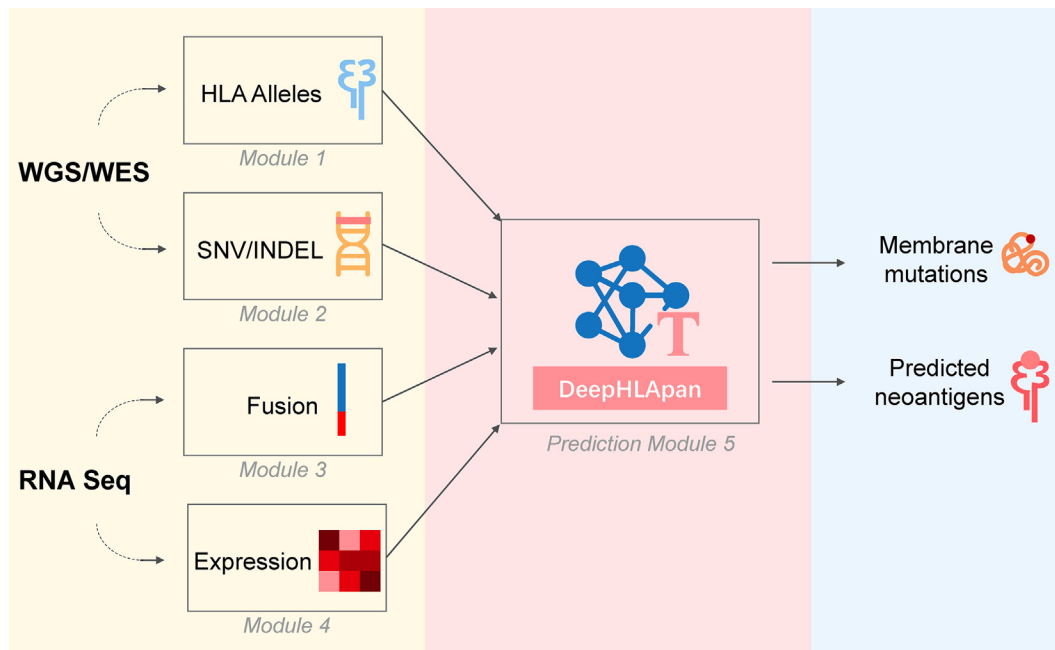 WGS/WES
HLA Alleles
Module 1
SNV/INDEL
Module 2
RNA Seq
Fusion
Module 3
Expression
Module 4
T
DeepHLApan
Prediction Module 5
Membrane
mutations
Predicted
neoantigens